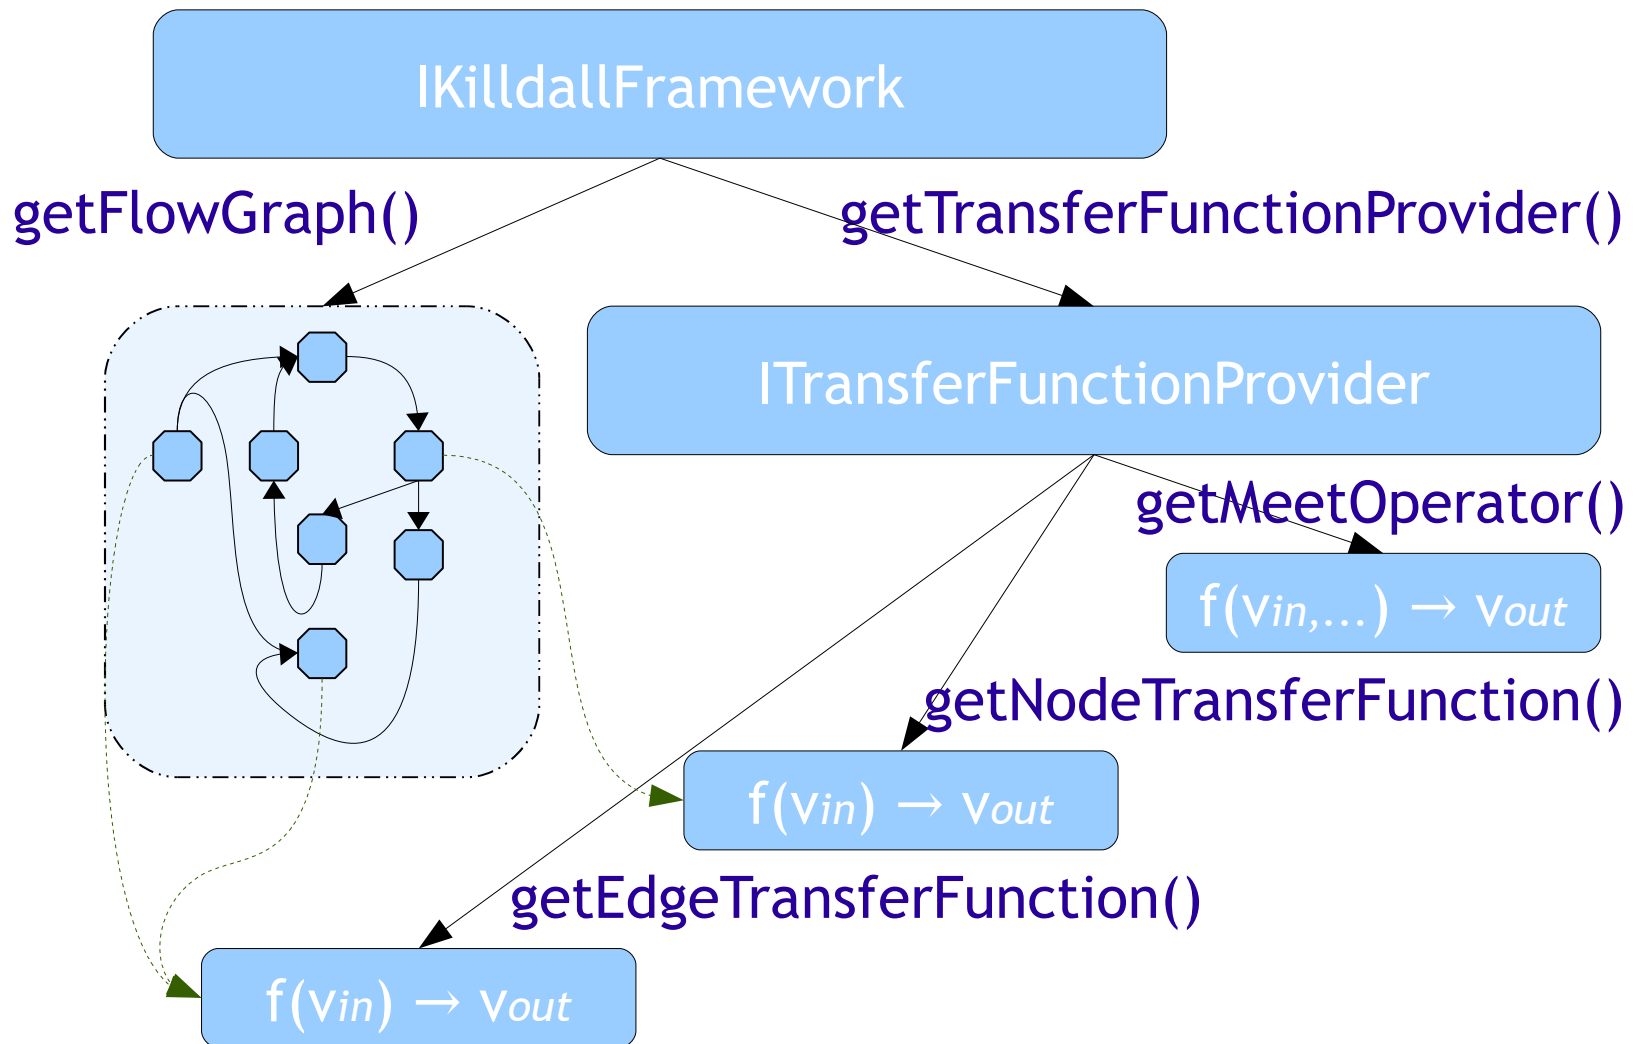 IKilldallFramework
getFlowGraph()
getTransferFunctionProvider()
ITransferFunctionProvider
getMeetOperator()
f(vin,...) → vout
getNodeTransferFunction()
f(vin) → vout
getEdgeTransferFunction()
f(vin) → vout